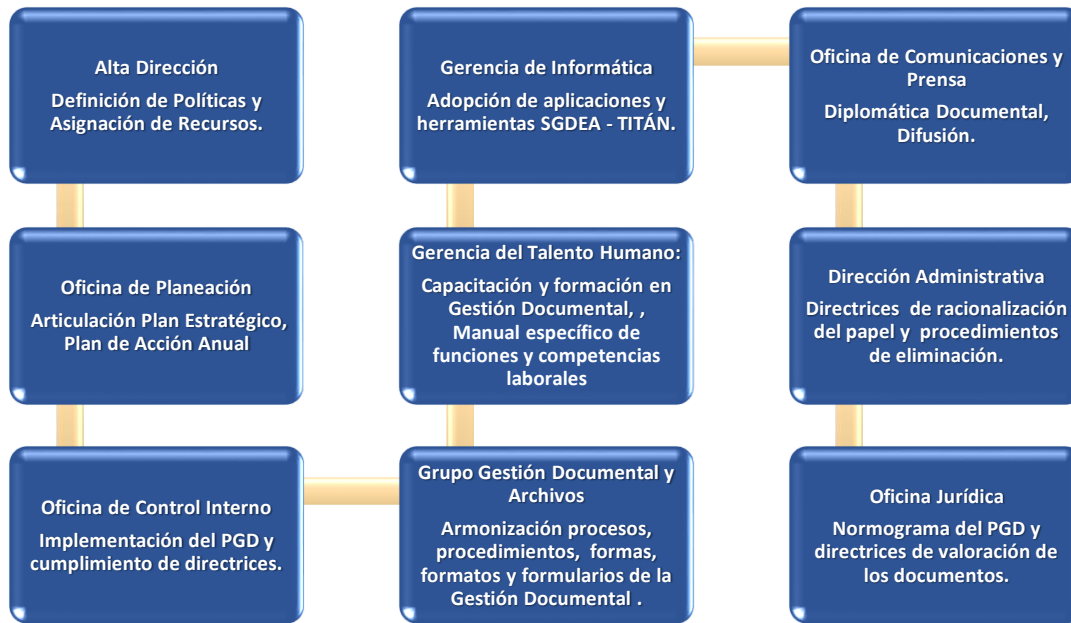 Alta Dirección
Definición de Políticas y
Asignación de Recursos.
Oficina de Planeación
Articulación Plan Estratégico,
Plan de Acción Anual
Oficina de Control Interno
Implementación del PGD y
cumplimiento de directrices.
Grupo Gestión Documental y
Archivos
Armonización procesos,
procedimientos, formas,
formatos y formularios de la
Gestión Documental .
Gerencia del Talento Humano:
Capacitación y formación en
Gestión Documental, ,
Manual específico de
funciones y competencias
laborales
Gerencia de Informática
Adopción de aplicaciones y
herramientas SGDEA - TITÁN.
Oficina de Comunicaciones y
Prensa
Diplomática Documental,
Difusión.
Dirección Administrativa
Directrices de racionalización
del papel y procedimientos
de eliminación.
Oficina Jurídica
Normograma del PGD y
directrices de valoración de
los documentos.